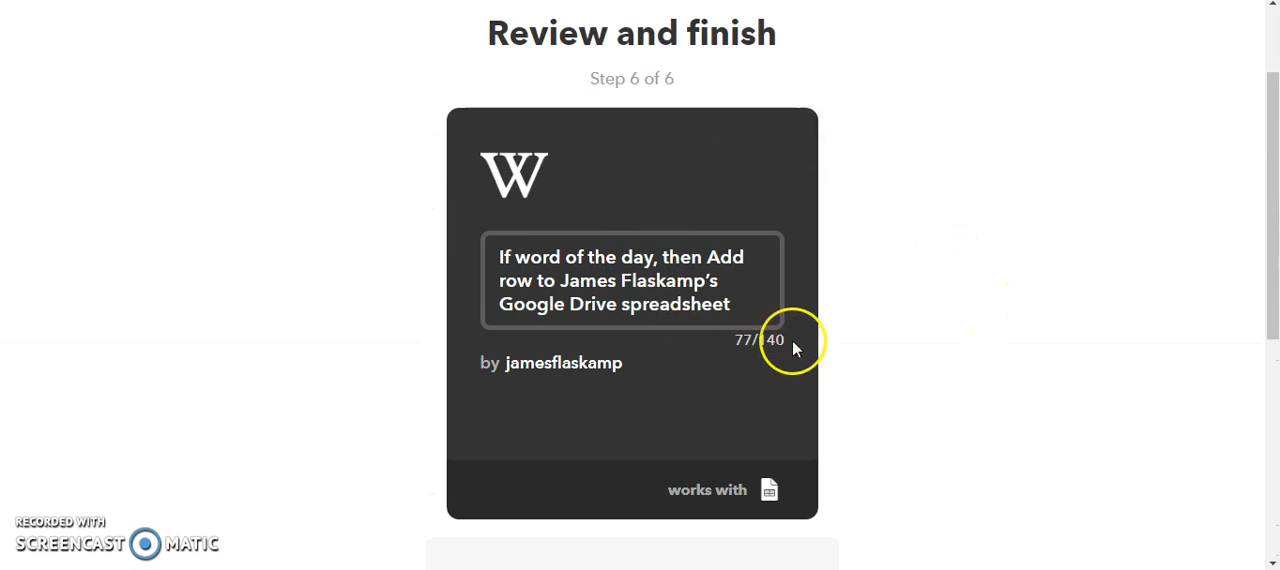 Review and finish
Step 6 of 6
W
If word of the day, then Add
row to James Flaskamp's
Google Drive spreadsheet
77/140
by jamesflaskamp
works with
RECORDED WITH
SCREENCAST MATIC